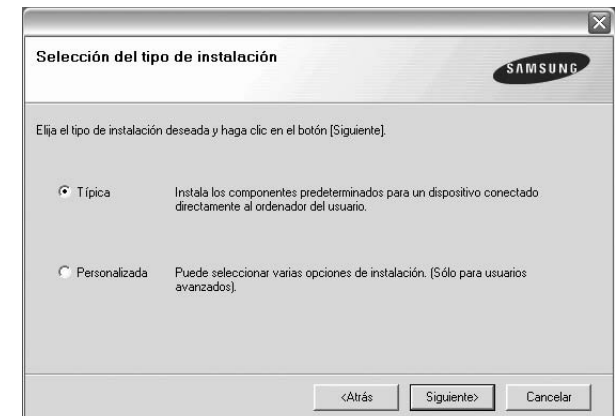 Selección del tipo de instalación
SAMSUNG
Elija el tipo de instalación deseada y haga clic en el botón [Siguiente].
Típica
Instala los componentes predeterminados para un dispositivo conectado
directamente al ordenador del usuario.
Personalizada
Puede seleccionar varias opciones de instalación. (Sólo para usuarios
avanzados).
<Atrás
Siguiente>
Cancelar